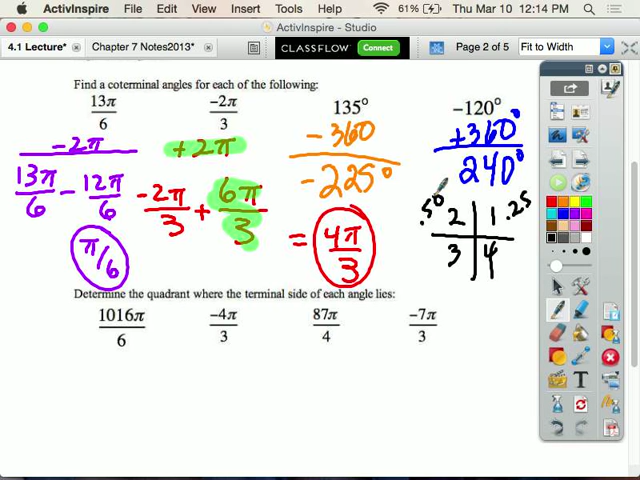 ActivInspire File Edit View Insert Tools Help 61% Thu Mar 26 12:14 PM
ActivInspire - Studio
4.1 Lecture* Chapter 7 Notes2013* CLASSFLOW Connect Page 2 of 5 Fit to Width
Find a coterminal angles for each of the following:
13π/6 -2π/3 135° -120°
-2π +2π -360 +360°
13π/6 - 12π/6 -2π/3 + 6π/3 -225° 240°
π/6 = 4π/3
.50 2 1 .25
3 4
Determine the quadrant where the terminal side of each angle lies:
1016π/6 -4π/3 87π/4 -7π/3